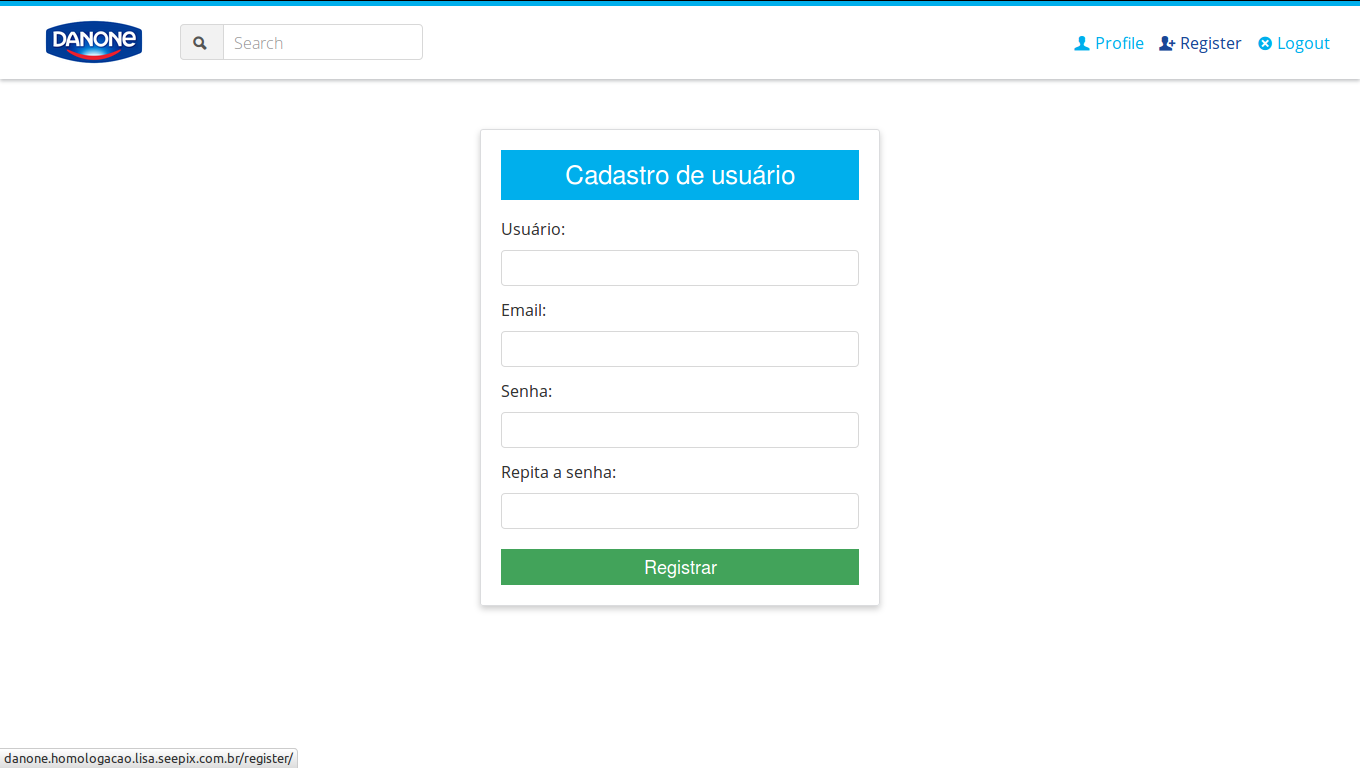 DANONE
Search
Profile
Register
Logout
Cadastro de usuário
Usuário:
Email:
Senha:
Repita a senha:
Registrar
danone.homologacao.lisa.seepix.com.br/register/